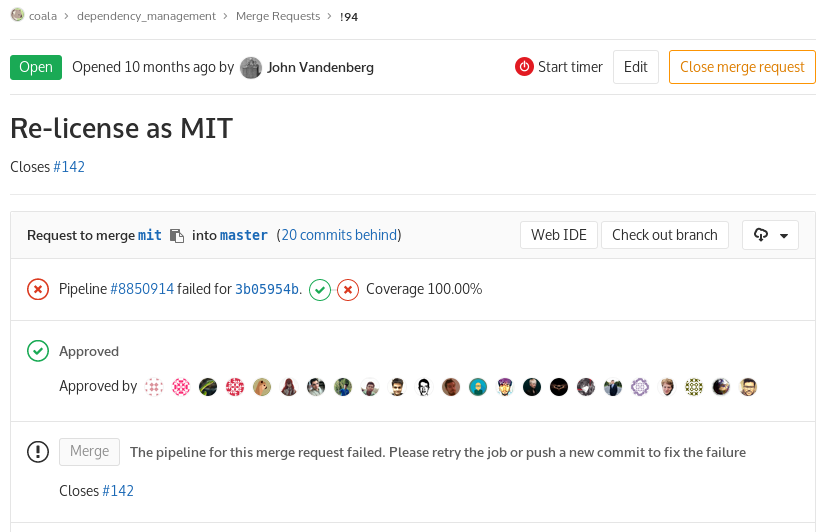 coala › dependency_management › Merge Requests › !94
Open Opened 10 months ago by John Vandenberg Start timer Edit Close merge request
Re-license as MIT
Closes #142
Request to merge mit into master (20 commits behind) Web IDE Check out branch
Pipeline #8850914 failed for 3b05954b. Coverage 100.00%
Approved
Approved by
Merge The pipeline for this merge request failed. Please retry the job or push a new commit to fix the failure
Closes #142